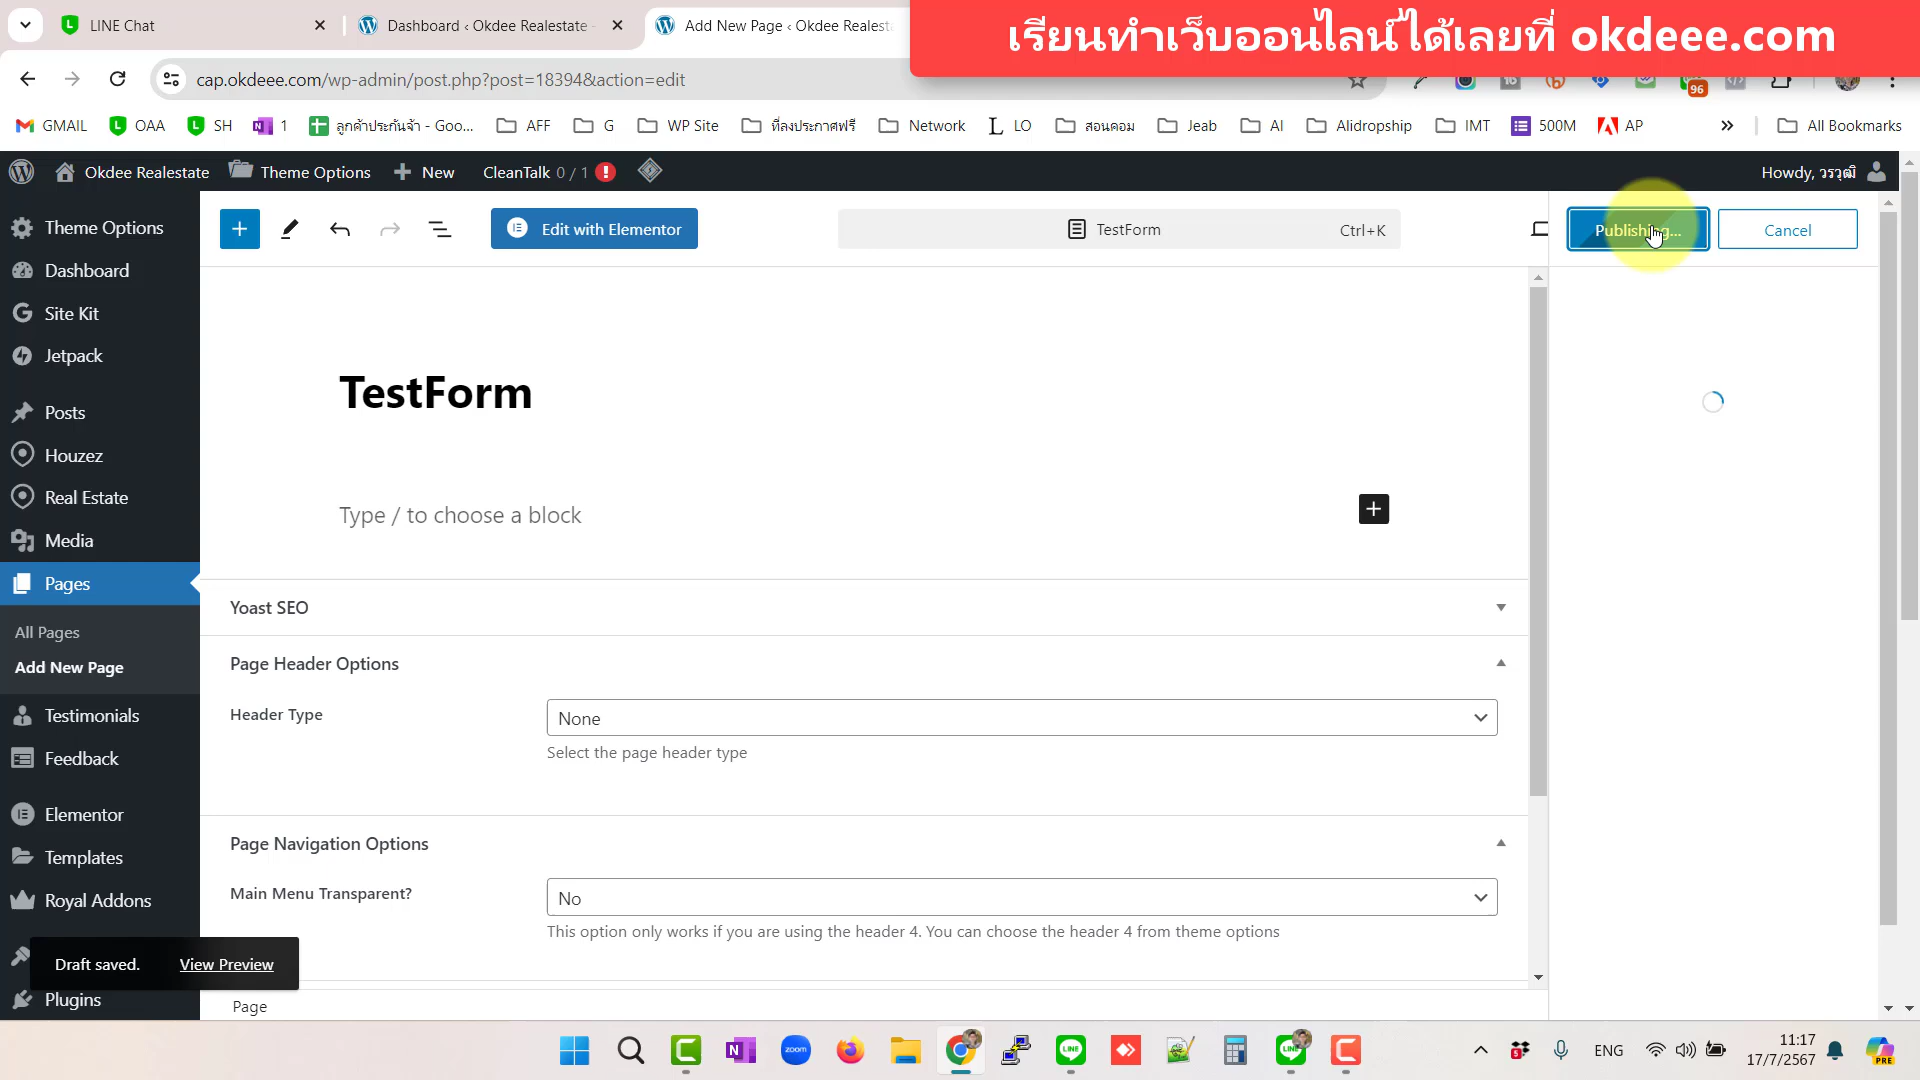 LINE Chat
Dashboard ‹ Okdee Realestate -
Add New Page ‹ Okdee Realesta
เรียนทำเว็บออนไลน์ได้เลยที่ okdeee.com
cap.okdeee.com/wp-admin/post.php?post=18394&action=edit
96
GMAIL
OAA
SH
1
ลูกค้าประกันจ้า - Goo...
AFF
G
WP Site
ที่ลงประกาศฟรี
Network
LO
สอนคอม
Jeab
AI
Alidropship
IMT
500M
AP
All Bookmarks
Okdee Realestate
Theme Options
New
CleanTalk 0 / 1
Howdy, วรวุฒิ
Theme Options
Dashboard
Site Kit
Jetpack
Posts
Houzez
Real Estate
Media
Pages
All Pages
Add New Page
Testimonials
Feedback
Elementor
Templates
Royal Addons
Plugins
Edit with Elementor
TestForm
Ctrl+K
Publishing...
Cancel
TestForm
Type / to choose a block
Yoast SEO
Page Header Options
Header Type
None
Select the page header type
Page Navigation Options
Main Menu Transparent?
No
This option only works if you are using the header 4. You can choose the header 4 from theme options
Draft saved.
View Preview
Page
zoom
ENG
11:17
17/7/2567
PRE